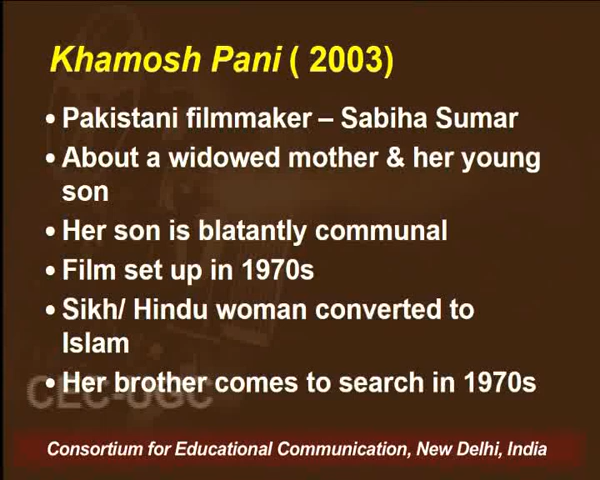 Khamosh Pani ( 2003)
• Pakistani filmmaker – Sabiha Sumar
• About a widowed mother & her young
son
• Her son is blatantly communal
• Film set up in 1970s
• Sikh/ Hindu woman converted to
Islam
• Her brother comes to search in 1970s
CEC-UGC
Consortium for Educational Communication, New Delhi, India